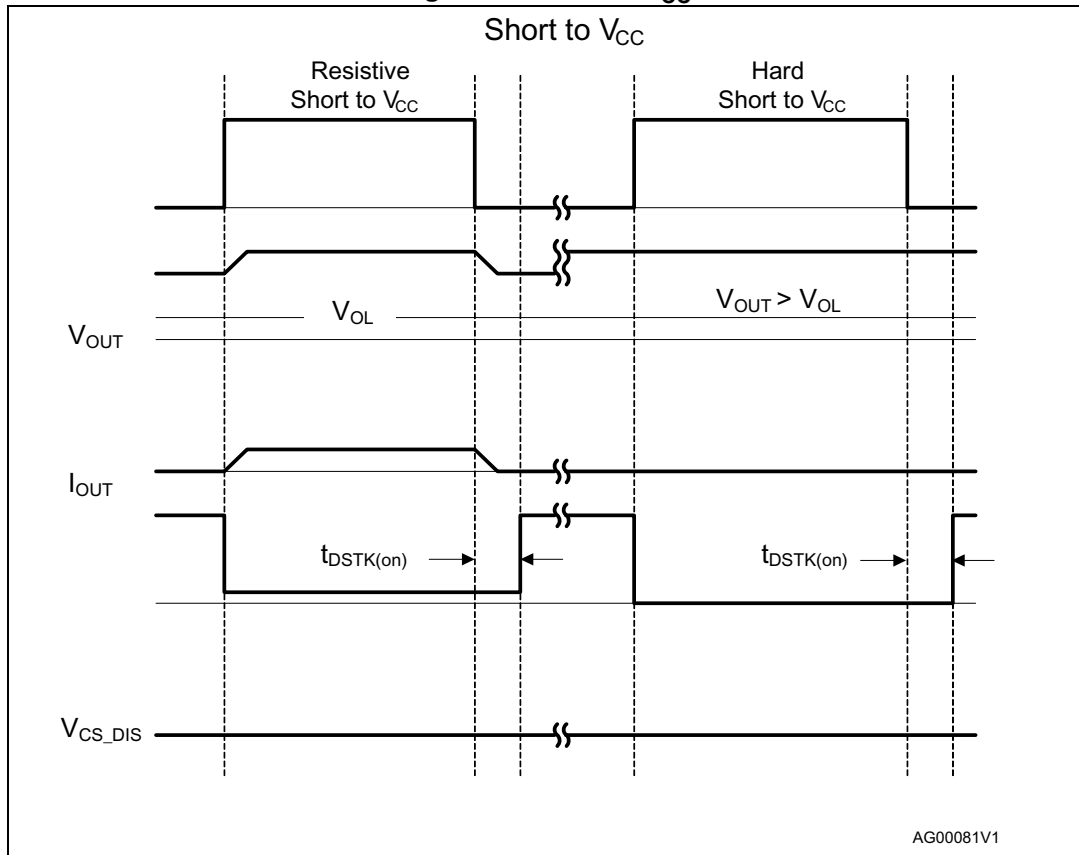 Short to VCC
Resistive
Short to VCC
Hard
Short to VCC
VOL
VOUT > VOL
VOUT
IOUT
tDSTK(on)
tDSTK(on)
VCS_DIS
AG00081V1